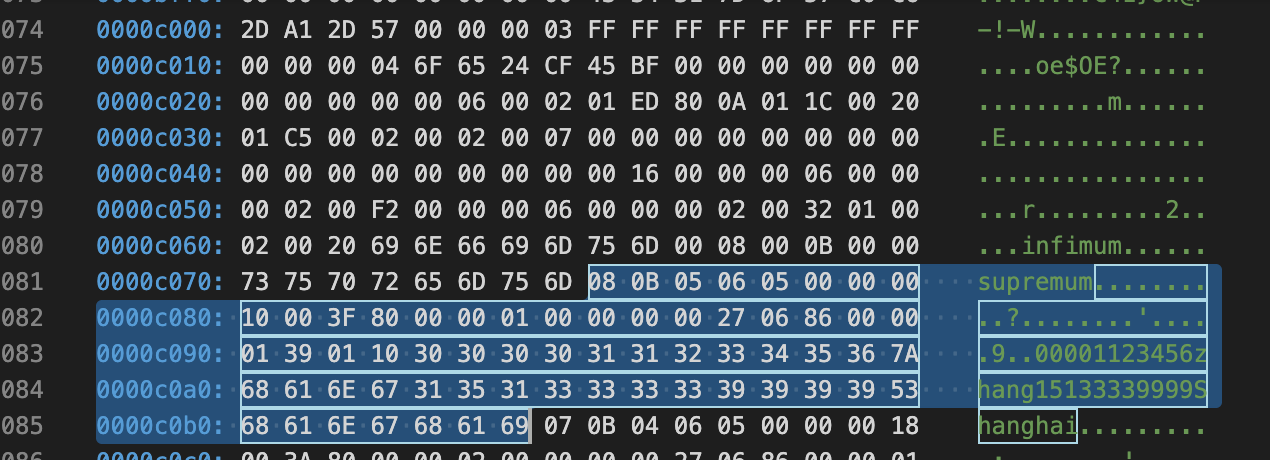 074 0000c000: 2D A1 2D 57 00 00 00 03 FF FF FF FF FF FF FF FF -!-W............
075 0000c010: 00 00 00 04 6F 65 24 CF 45 BF 00 00 00 00 00 00 ....oe$OE?......
076 0000c020: 00 00 00 00 00 06 00 02 01 ED 80 0A 01 1C 00 20 .........m......
077 0000c030: 01 C5 00 02 00 02 00 07 00 00 00 00 00 00 00 00 .E..............
078 0000c040: 00 00 00 00 00 00 00 00 00 16 00 00 00 06 00 00 ................
079 0000c050: 00 02 00 F2 00 00 00 06 00 00 00 02 00 32 01 00 ...r.........2..
080 0000c060: 02 00 20 69 6E 66 69 6D 75 6D 00 08 00 0B 00 00 ...infimum......
081 0000c070: 73 75 70 72 65 6D 75 6D 08 0B 05 06 05 00 00 00 supremum........
082 0000c080: 10 00 3F 80 00 00 01 00 00 00 00 27 06 86 00 00 ..?........'....
083 0000c090: 01 39 01 10 30 30 30 30 31 31 32 33 34 35 36 7A .9..00001123456z
084 0000c0a0: 68 61 6E 67 31 35 31 33 33 33 33 39 39 39 39 53 hang15133339999S
085 0000c0b0: 68 61 6E 67 68 61 69 07 0B 04 06 05 00 00 00 18 hanghai.........